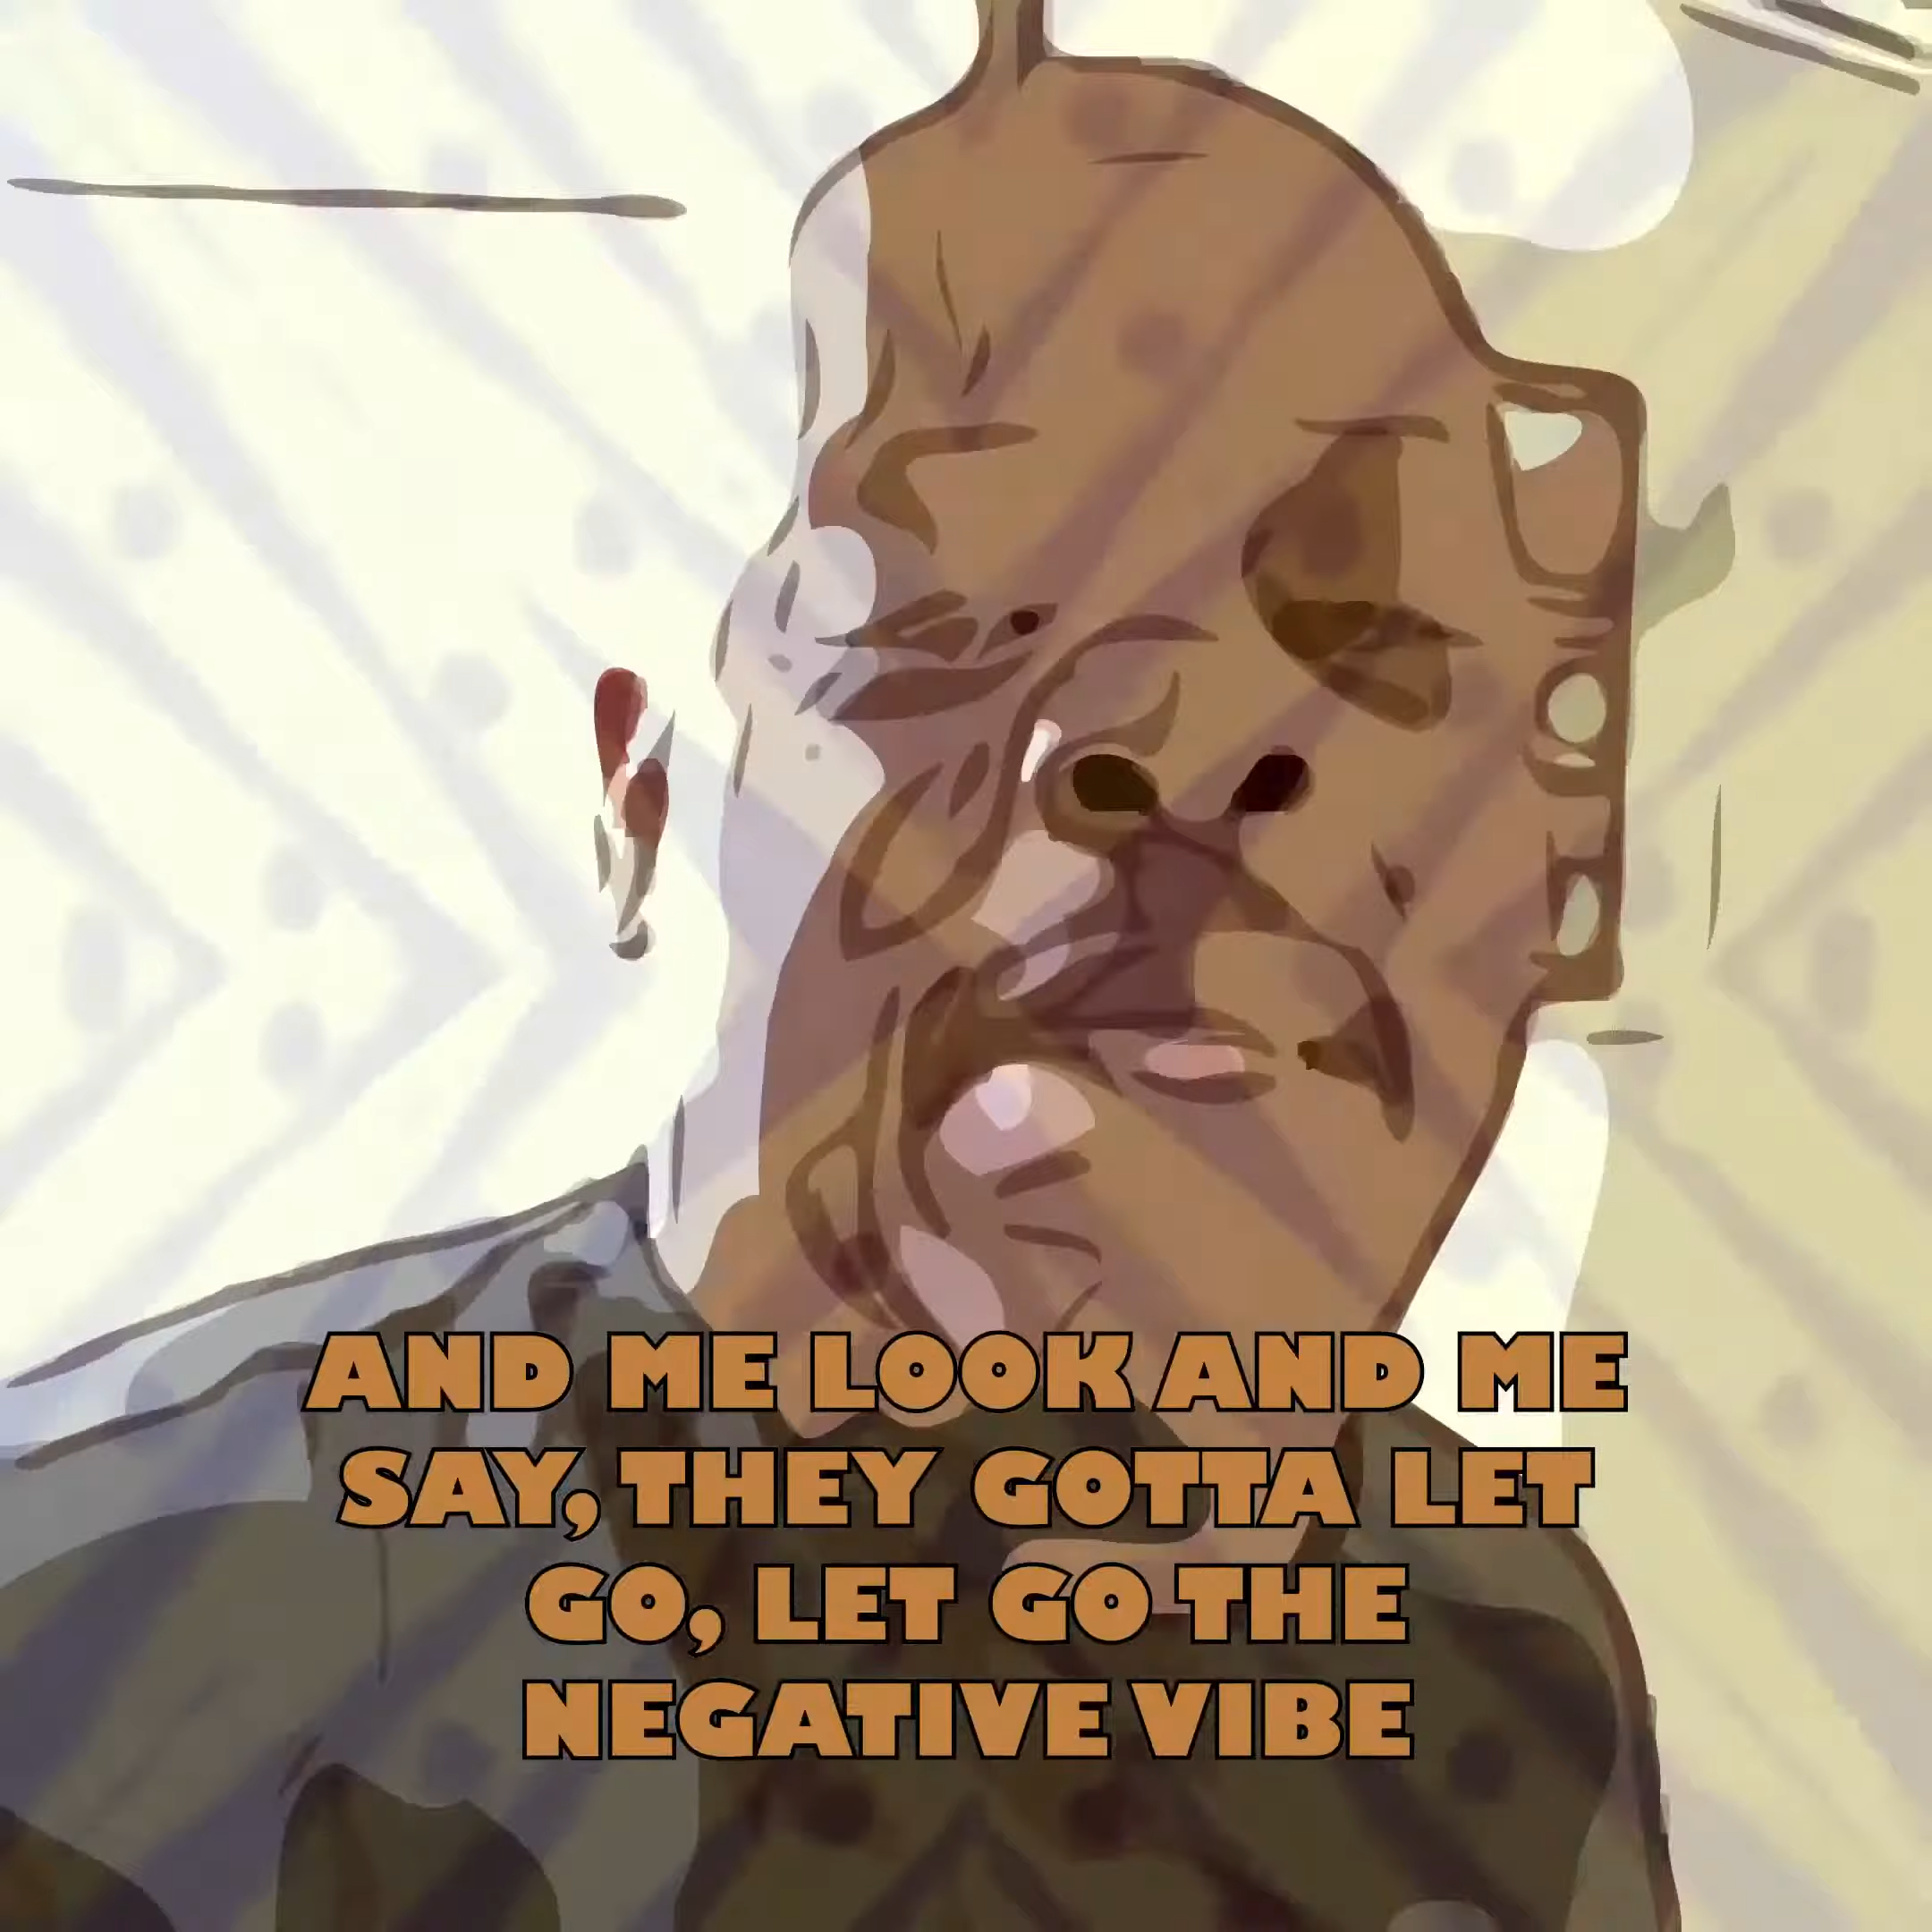 AND ME LOOK AND ME
SAY, THEY GOTTA LET
GO, LET GO THE
NEGATIVE VIBE